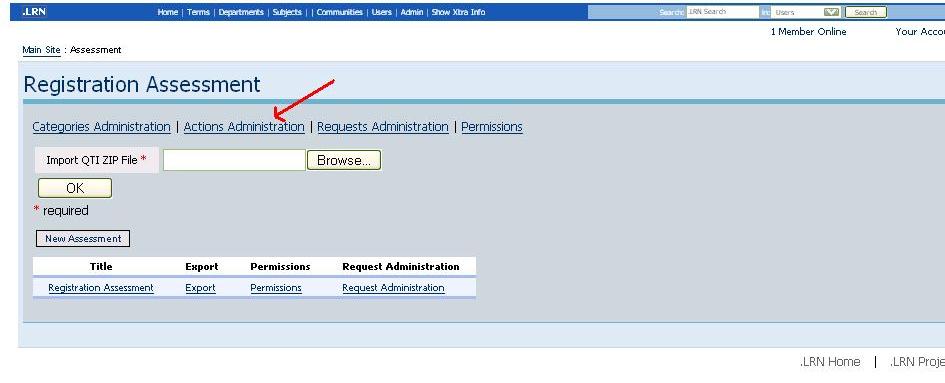 .LRN Home | Terms | Departments | Subjects | | Communities | Users | Admin | Show Xtra Info Search: .LRN Search in: Users Search
1 Member Online Your Acco
Main Site : Assessment
Registration Assessment
Categories Administration | Actions Administration | Requests Administration | Permissions
Import QTI ZIP File * Browse...
OK
* required
New Assessment
Title Export Permissions Request Administration
Registration Assessment Export Permissions Request Administration
.LRN Home | .LRN Proje